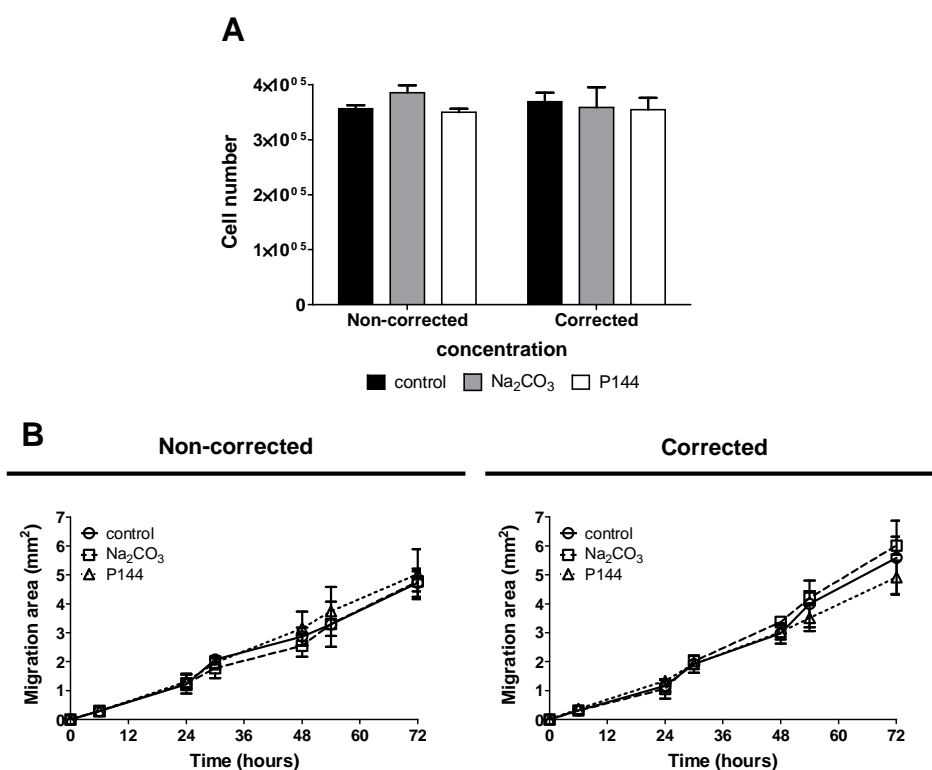 A
4×10⁰⁵
3×10⁰⁵
2×10⁰⁵
1×10⁰⁵
0
Cell number
Non-corrected Corrected
concentration
control Na₂CO₃ P144
B
Non-corrected
Corrected
7
6
5
4
3
2
1
0
Migration area (mm²)
control
Na₂CO₃
P144
0 12 24 36 48 60 72
Time (hours)
7
6
5
4
3
2
1
0
Migration area (mm²)
control
Na₂CO₃
P144
0 12 24 36 48 60 72
Time (hours)